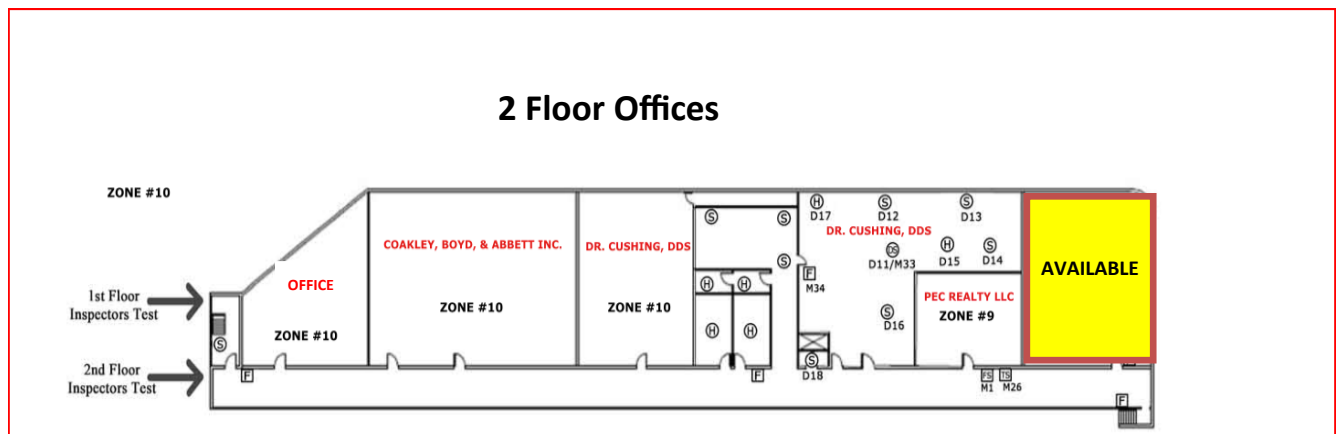 2 Floor Offices
ZONE #10
1st Floor
Inspectors Test
2nd Floor
Inspectors Test
OFFICE
ZONE #10
S
F
COAKLEY, BOYD, & ABBETT INC.
ZONE #10
DR. CUSHING, DDS
ZONE #10
S
S
S
H
H
H
H
F
H
D17
S
D12
S
D13
DR. CUSHING, DDS
DS
D11/M33
H
D15
S
D14
F
M34
S
D16
S
D18
PEC REALTY LLC
ZONE #9
FS
M1
TS
M26
AVAILABLE
F